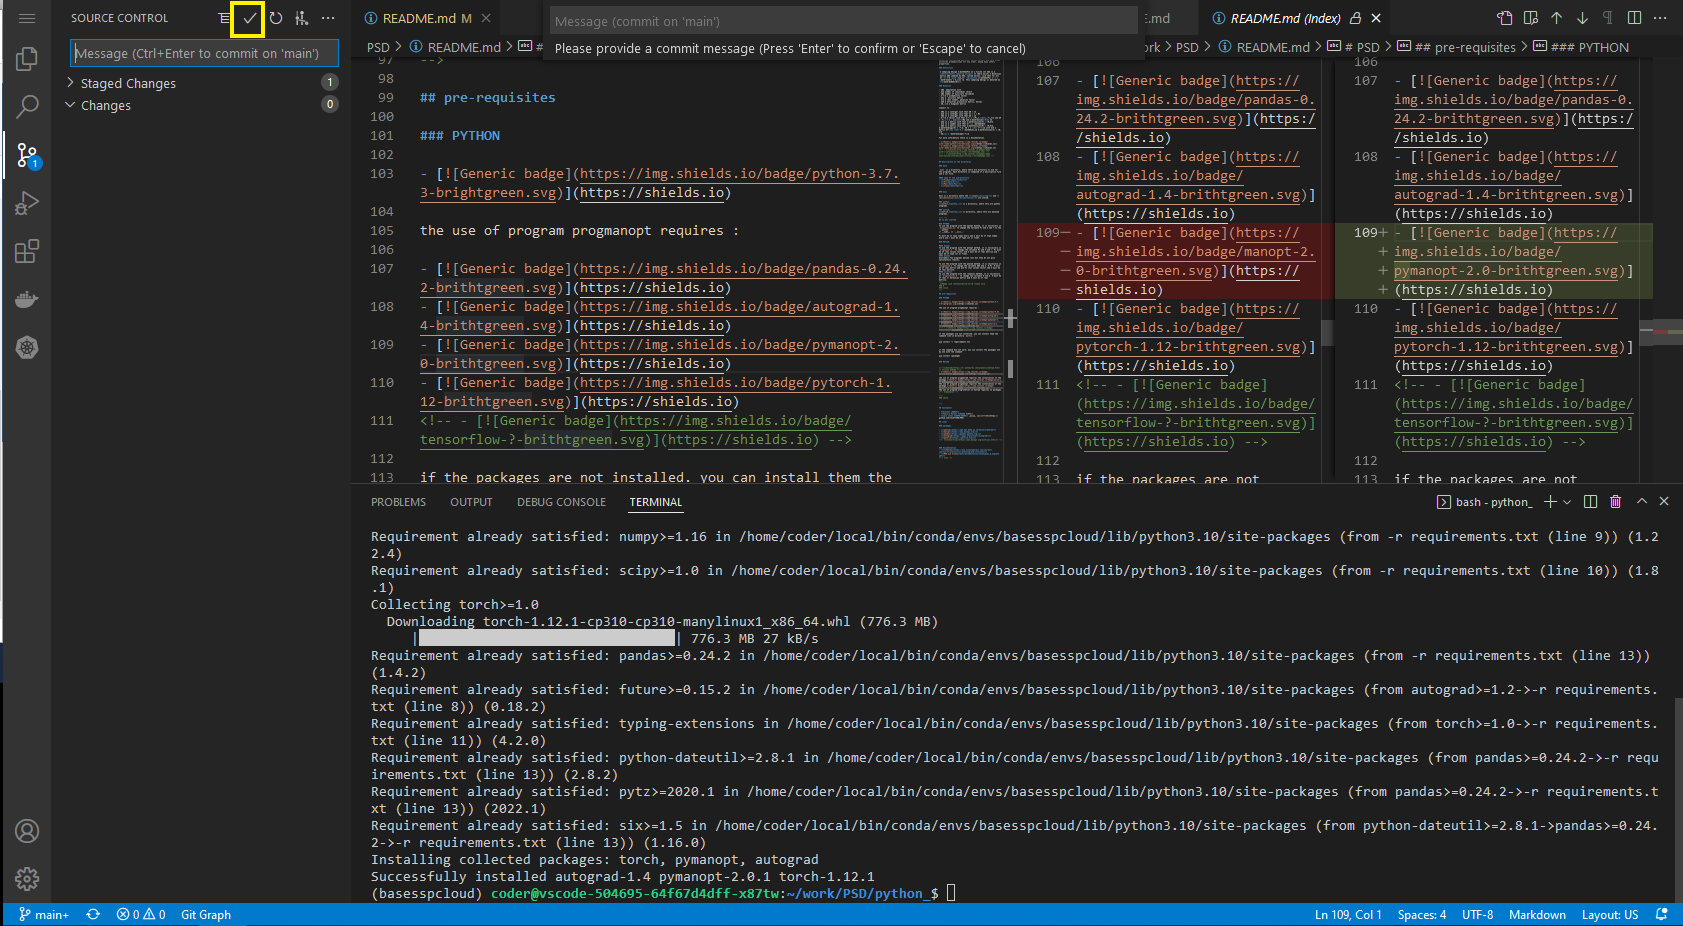 SOURCE CONTROL
Message (Ctrl+Enter to commit on 'main')
Staged Changes 1
Changes 0
1
README.md M
Message (commit on 'main')
Please provide a commit message (Press 'Enter' to confirm or 'Escape' to cancel)
E.md
README.md (Index)
PSD > README.md > #
ork > PSD > README.md > # PSD > ## pre-requisites > ### PYTHON
97 -->
98
99 ## pre-requisites
100
101 ### PYTHON
102
103 - [![Generic badge](https://img.shields.io/badge/python-3.7.
3-brightgreen.svg)](https://shields.io)
104
105 the use of program progmanopt requires :
106
107 - [![Generic badge](https://img.shields.io/badge/pandas-0.24.
2-brithtgreen.svg)](https://shields.io)
108 - [![Generic badge](https://img.shields.io/badge/autograd-1.
4-brithtgreen.svg)](https://shields.io)
109 - [![Generic badge](https://img.shields.io/badge/pymanopt-2.
0-brithtgreen.svg)](https://shields.io)
110 - [![Generic badge](https://img.shields.io/badge/pytorch-1.
12-brithtgreen.svg)](https://shields.io)
111 <!-- - [![Generic badge](https://img.shields.io/badge/
tensorflow-?-brithtgreen.svg)](https://shields.io) -->
112
113 if the packages are not installed, you can install them the
106
107 - [![Generic badge](https://
img.shields.io/badge/pandas-0.
24.2-brithtgreen.svg)](https:/
/shields.io)
108 - [![Generic badge](https://
img.shields.io/badge/
autograd-1.4-brithtgreen.svg)]
(https://shields.io)
109— - [![Generic badge](https://
— img.shields.io/badge/manopt-2.
— 0-brithtgreen.svg)](https://
— shields.io)
110 - [![Generic badge](https://
img.shields.io/badge/
pytorch-1.12-brithtgreen.svg)]
(https://shields.io)
111 <!-- - [![Generic badge]
(https://img.shields.io/badge/
tensorflow-?-brithtgreen.svg)]
(https://shields.io) -->
112
113 if the packages are not
106
107 - [![Generic badge](https://
img.shields.io/badge/pandas-0.
24.2-brithtgreen.svg)](https:/
/shields.io)
108 - [![Generic badge](https://
img.shields.io/badge/
autograd-1.4-brithtgreen.svg)]
(https://shields.io)
109+ - [![Generic badge](https://
+ img.shields.io/badge/
+ pymanopt-2.0-brithtgreen.svg)]
+ (https://shields.io)
110 - [![Generic badge](https://
img.shields.io/badge/
pytorch-1.12-brithtgreen.svg)]
(https://shields.io)
111 <!-- - [![Generic badge]
(https://img.shields.io/badge/
tensorflow-?-brithtgreen.svg)]
(https://shields.io) -->
112
113 if the packages are not
PROBLEMS OUTPUT DEBUG CONSOLE TERMINAL
bash - python_
Requirement already satisfied: numpy>=1.16 in /home/coder/local/bin/conda/envs/basesspcloud/lib/python3.10/site-packages (from -r requirements.txt (line 9)) (1.2
2.4)
Requirement already satisfied: scipy>=1.0 in /home/coder/local/bin/conda/envs/basesspcloud/lib/python3.10/site-packages (from -r requirements.txt (line 10)) (1.8
.1)
Collecting torch>=1.0
Downloading torch-1.12.1-cp310-cp310-manylinux1_x86_64.whl (776.3 MB)
| | 776.3 MB 27 kB/s
Requirement already satisfied: pandas>=0.24.2 in /home/coder/local/bin/conda/envs/basesspcloud/lib/python3.10/site-packages (from -r requirements.txt (line 13))
(1.4.2)
Requirement already satisfied: future>=0.15.2 in /home/coder/local/bin/conda/envs/basesspcloud/lib/python3.10/site-packages (from autograd>=1.2->-r requirements.
txt (line 8)) (0.18.2)
Requirement already satisfied: typing-extensions in /home/coder/local/bin/conda/envs/basesspcloud/lib/python3.10/site-packages (from torch>=1.0->-r requirements.
txt (line 11)) (4.2.0)
Requirement already satisfied: python-dateutil>=2.8.1 in /home/coder/local/bin/conda/envs/basesspcloud/lib/python3.10/site-packages (from pandas>=0.24.2->-r requ
irements.txt (line 13)) (2.8.2)
Requirement already satisfied: pytz>=2020.1 in /home/coder/local/bin/conda/envs/basesspcloud/lib/python3.10/site-packages (from pandas>=0.24.2->-r requirements.t
xt (line 13)) (2022.1)
Requirement already satisfied: six>=1.5 in /home/coder/local/bin/conda/envs/basesspcloud/lib/python3.10/site-packages (from python-dateutil>=2.8.1->pandas>=0.24.
2->-r requirements.txt (line 13)) (1.16.0)
Installing collected packages: torch, pymanopt, autograd
Successfully installed autograd-1.4 pymanopt-2.0.1 torch-1.12.1
(basesspcloud) coder@vscode-504695-64f67d4dff-x87tw:~/work/PSD/python_$
main+ 0 0 Git Graph
Ln 109, Col 1 Spaces: 4 UTF-8 Markdown Layout: US